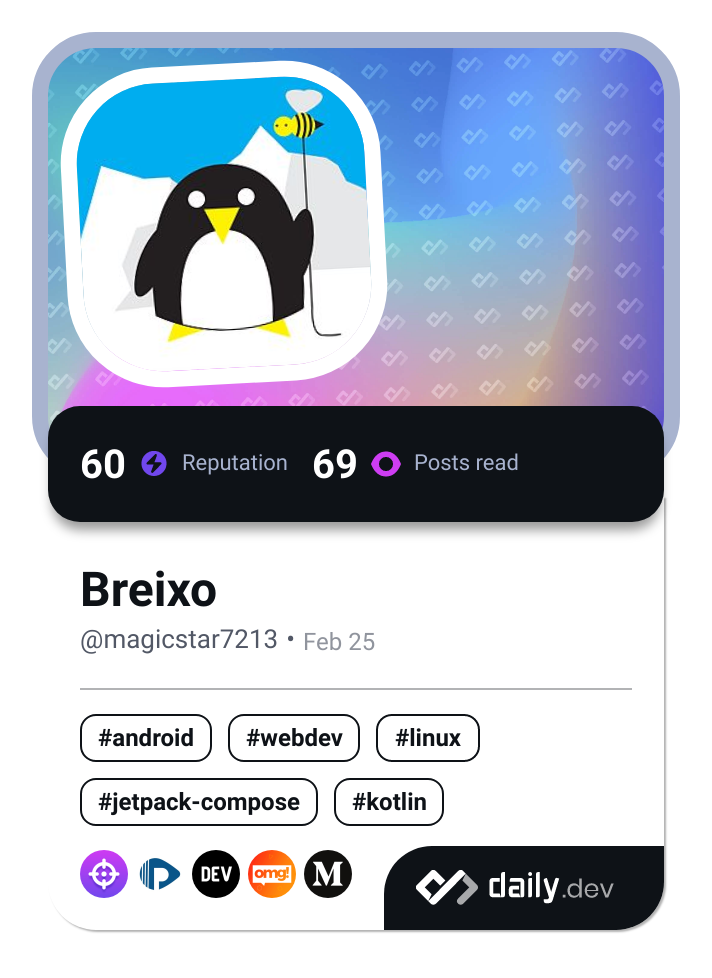 60 Reputation 69 Posts read
Breixo
@magicstar7213 • Feb 25
#android #webdev #linux
#jetpack-compose #kotlin
DEV omg! M daily.dev